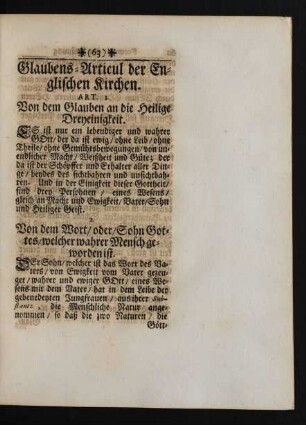 (63)
Glaubens-Articul der En-
glischen Kirchen.
ART. 1.
Von dem Glauben an die Heilige
Dreyeinigkeit.
ES ist nur ein lebendiger und wahrer
GOtt/ der da ist ewig/ ohne Leib/ ohne
Theile/ ohne Gemühtsbewegungen/ von un-
endlicher Macht/ Weißheit und Güte; der
da ist der Schöpffer und Erhalter aller Din-
ge/ beydes der sichtbahren und unsichtbah-
ren. Und in der Einigkeit dieser Gottheit/
sind drey Persohnen/ eines Wesens/
gleich an Macht und Ewigkeit/ Vater/ Sohn
und Heiliger Geist.
2.
Von dem Wort/ oder/ Sohn Got-
tes/ welcher wahrer Mensch ge-
worden ist.
DEr Sohn/ welcher ist das Wort des Va-
ters/ von Ewigkeit vom Vater gezeu-
get/ wahrer und ewiger GOtt/ eines We-
sens mit dem Vater/ hat in dem Leibe der
gebenedeyten Jungfrauen/ aus ihrer Sub-
stantz, die Menschliche Natur ange-
nommen/ so daß die zwo Naturen/ die
Gött-